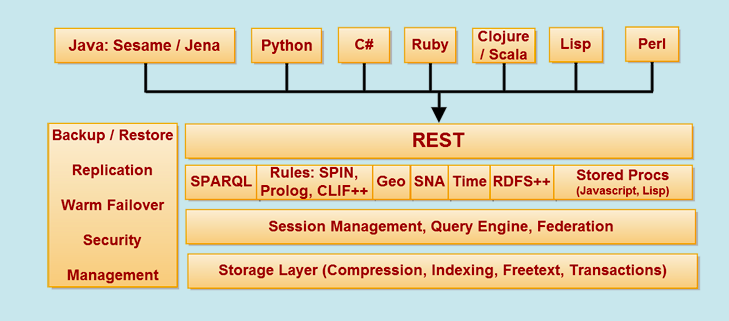 Java: Sesame / Jena
Python
C#
Ruby
Clojure
/ Scala
Lisp
Perl
Backup / Restore
Replication
Warm Failover
Security
Management
REST
SPARQL
Rules: SPIN,
Prolog, CLIF++
Geo
SNA
Time
RDFS++
Stored Procs
(Javascript, Lisp)
Session Management, Query Engine, Federation
Storage Layer (Compression, Indexing, Freetext, Transactions)